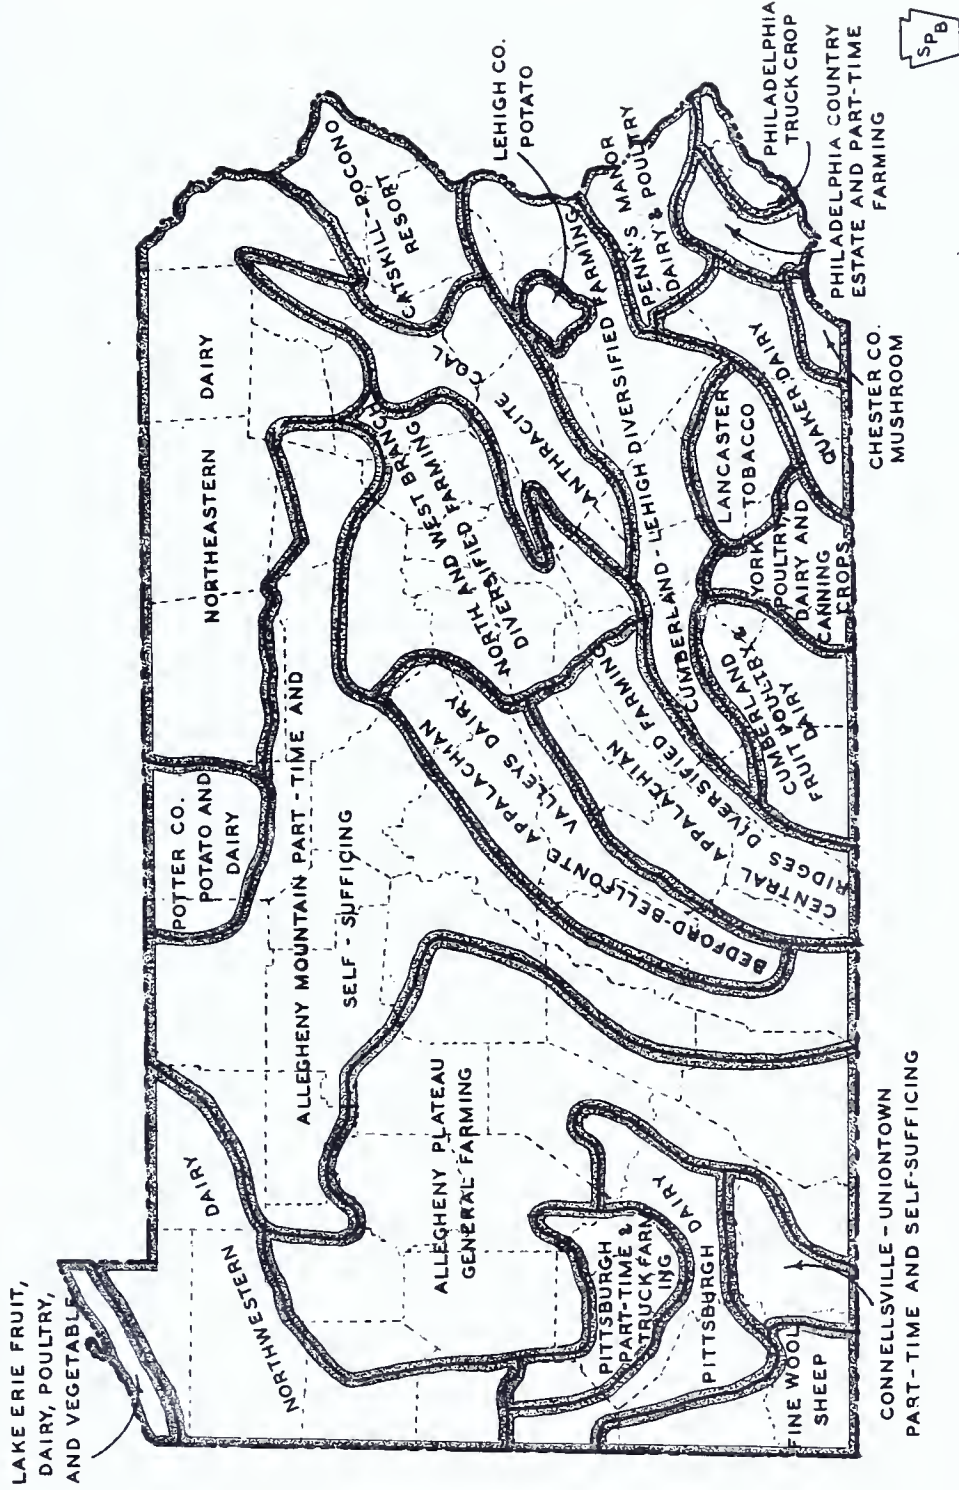 LAKE ERIE FRUIT,
DAIRY, POULTRY,
AND VEGETABLE
NORTHWESTERN DAIRY
POTTER CO.
POTATO AND
DAIRY
NORTHEASTERN DAIRY
CATSKILL-POCONO
RESORT
ALLEGHENY MOUNTAIN PART-TIME AND
SELF-SUFFICING
NORTH AND WEST BRANCH
DIVERSIFIED FARMING
ANTHRACITE COAL
LEHIGH CO.
POTATO
ALLEGHENY PLATEAU
GENERAL FARMING
BEDFORD-BELLFONTE APPALACHIAN
VALLEYS DAIRY
CENTRAL APPALACHIAN
RIDGES DIVERSIFIED FARMING
CUMBERLAND-LEHIGH DIVERSIFIED FARMING
PENN'S MANOR
DAIRY & POULTRY
PITTSBURGH
PART-TIME &
TRUCK FARM
ING
PITTSBURGH DAIRY
FINE WOOL
SHEEP
CUMBERLAND
FRUIT POULTRY &
DAIRY
YORK
POULTRY
DAIRY AND
CANNING
CROPS
LANCASTER
TOBACCO
QUAKER DAIRY
PHILADELPHIA
TRUCK CROP
PHILADELPHIA COUNTRY
ESTATE AND PART-TIME
FARMING
CHESTER CO.
MUSHROOM
CONNELLSVILLE-UNIONTOWN
PART-TIME AND SELF-SUFFICING
SPB